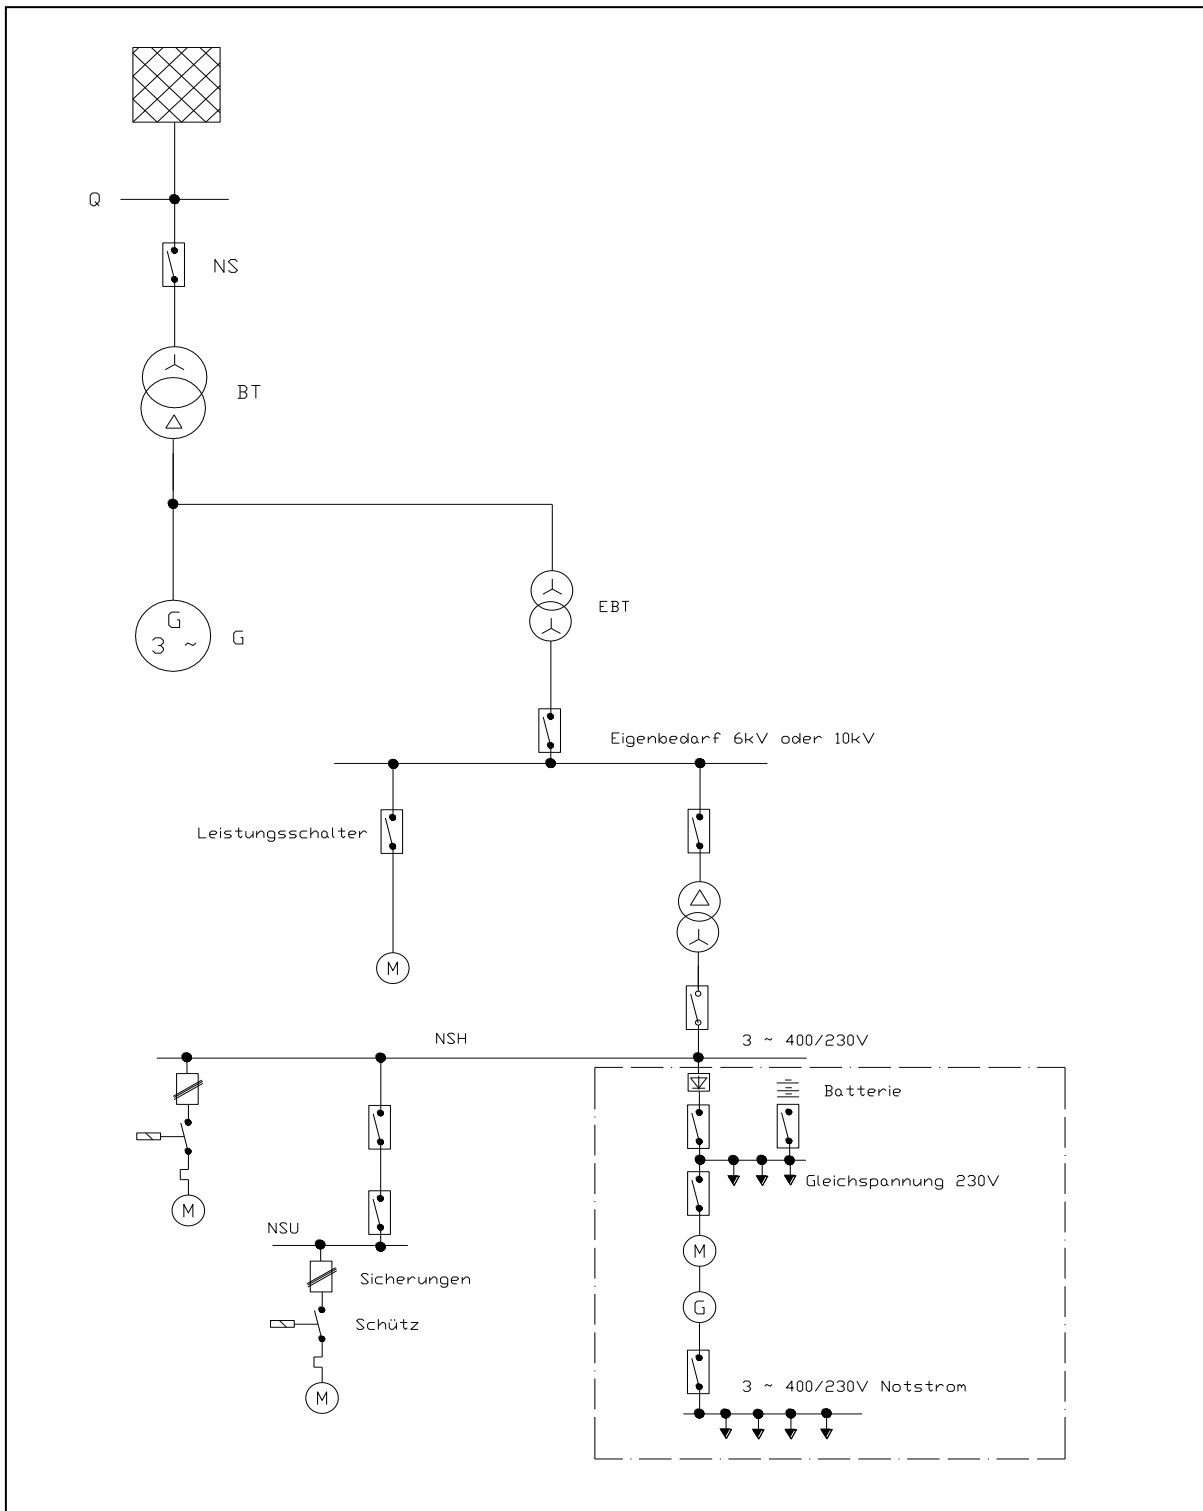 Q
NS
BT
G
3 ~
G
EBT
Eigenbedarf 6kV oder 10kV
Leistungsschalter
M
NSH
3 ~ 400/230V
Batterie
Gleichspannung 230V
M
NSU
M
Sicherungen
G
Schütz
3 ~ 400/230V Notstrom
M